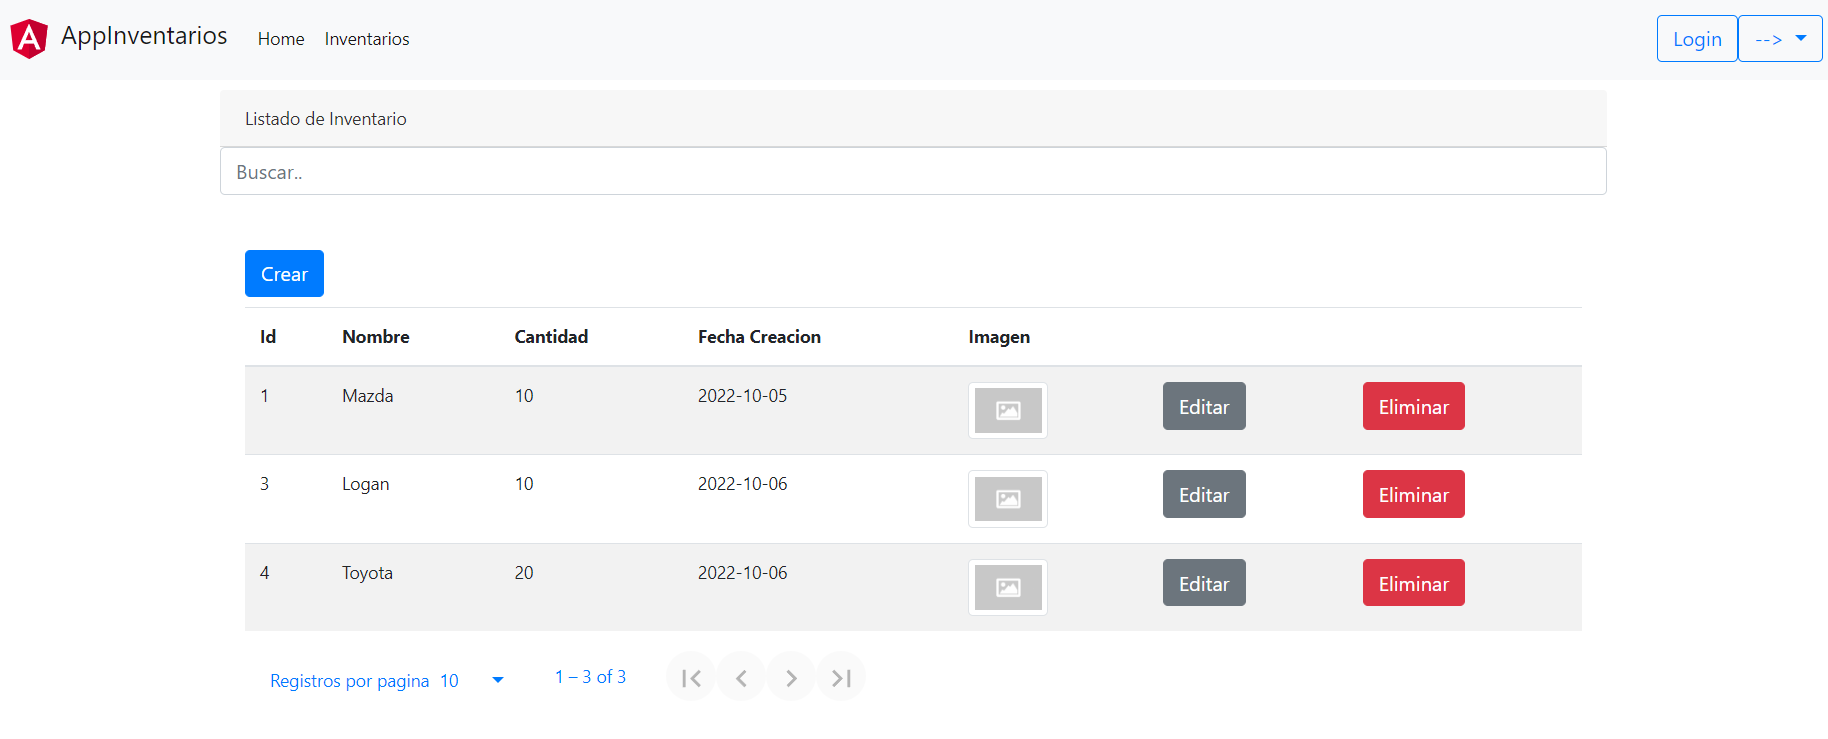 AppInventarios Home Inventarios Login -->
Listado de Inventario
Buscar..
Crear
Id Nombre Cantidad Fecha Creacion Imagen
1 Mazda 10 2022-10-05 Editar Eliminar
3 Logan 10 2022-10-06 Editar Eliminar
4 Toyota 20 2022-10-06 Editar Eliminar
Registros por pagina 10 1 – 3 of 3